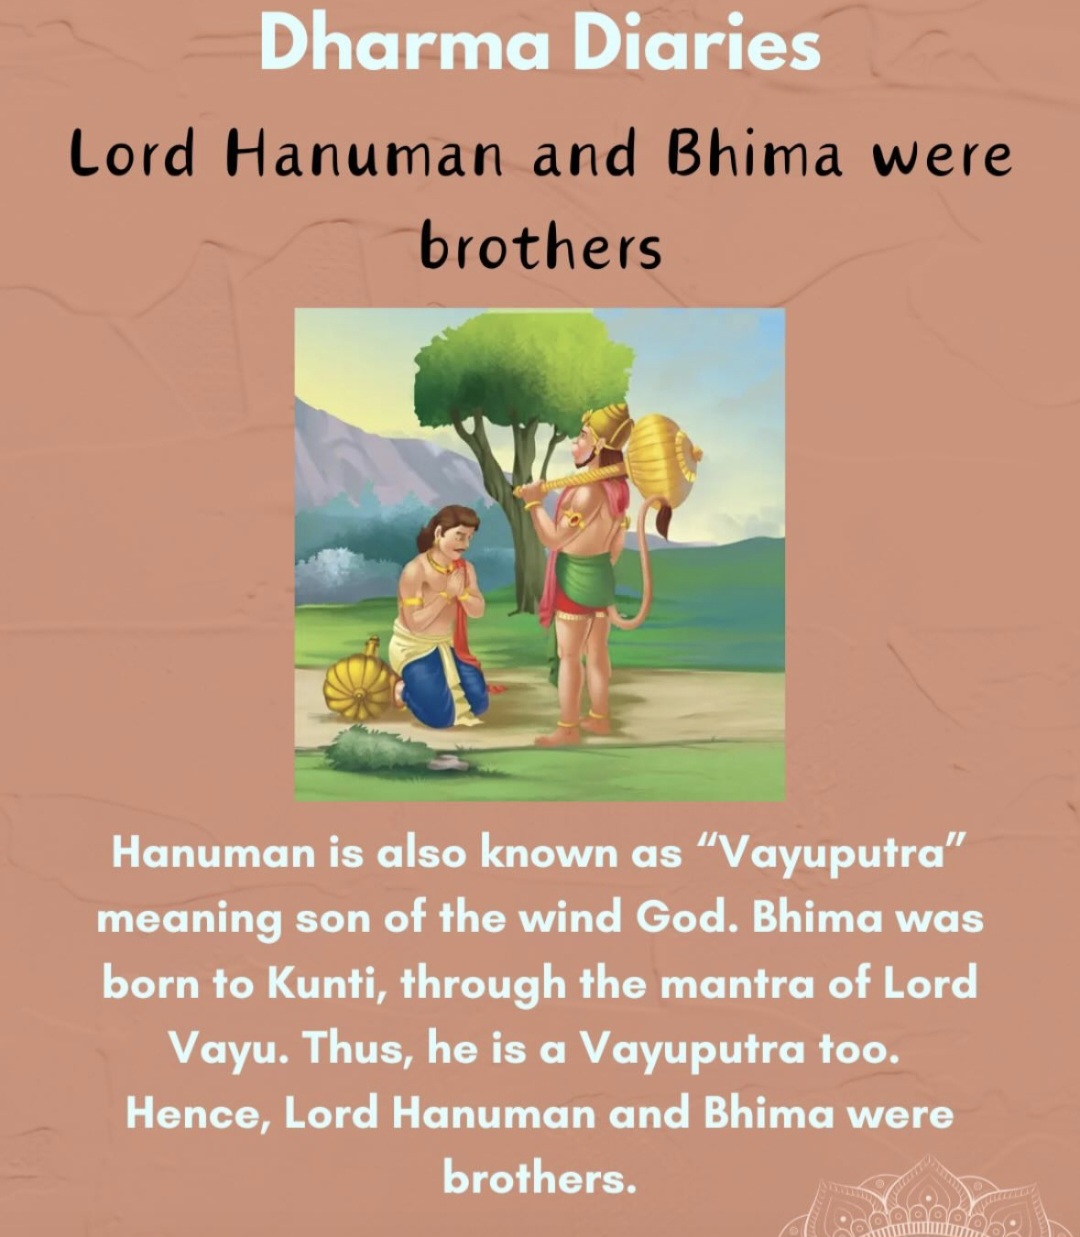 Dharma Diaries
Lord Hanuman and Bhima were
brothers
Hanuman is also known as “Vayuputra”
meaning son of the wind God. Bhima was
born to Kunti, through the mantra of Lord
Vayu. Thus, he is a Vayuputra too.
Hence, Lord Hanuman and Bhima were
brothers.